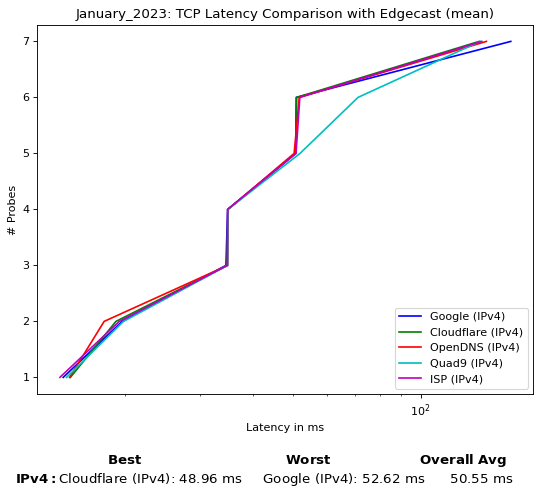 January_2023: TCP Latency Comparison with Edgecast (mean)
7
6
5
4
3
2
1
# Probes
Google (IPv4)
Cloudflare (IPv4)
OpenDNS (IPv4)
Quad9 (IPv4)
ISP (IPv4)
10²
Latency in ms
Best Worst Overall Avg
IPv4: Cloudflare (IPv4): 48.96 ms Google (IPv4): 52.62 ms 50.55 ms